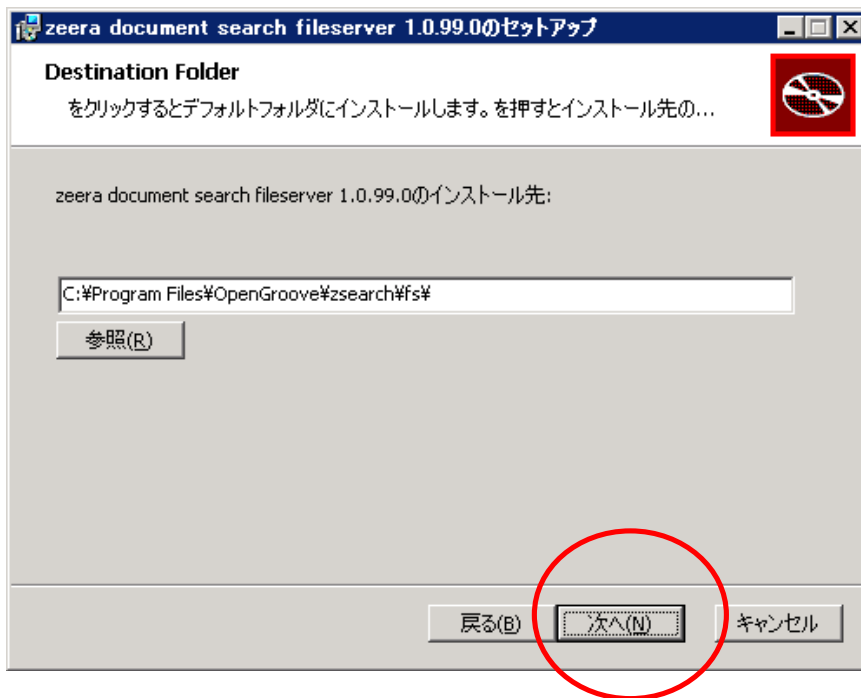 zeera document search fileserver 1.0.99.0のセットアップ
Destination Folder
をクリックするとデフォルトフォルダにインストールします。を押すとインストール先の...
zeera document search fileserver 1.0.99.0のインストール先:
C:¥Program Files¥OpenGroove¥zsearch¥fs¥
参照(R)
戻る(B) 次へ(N) キャンセル